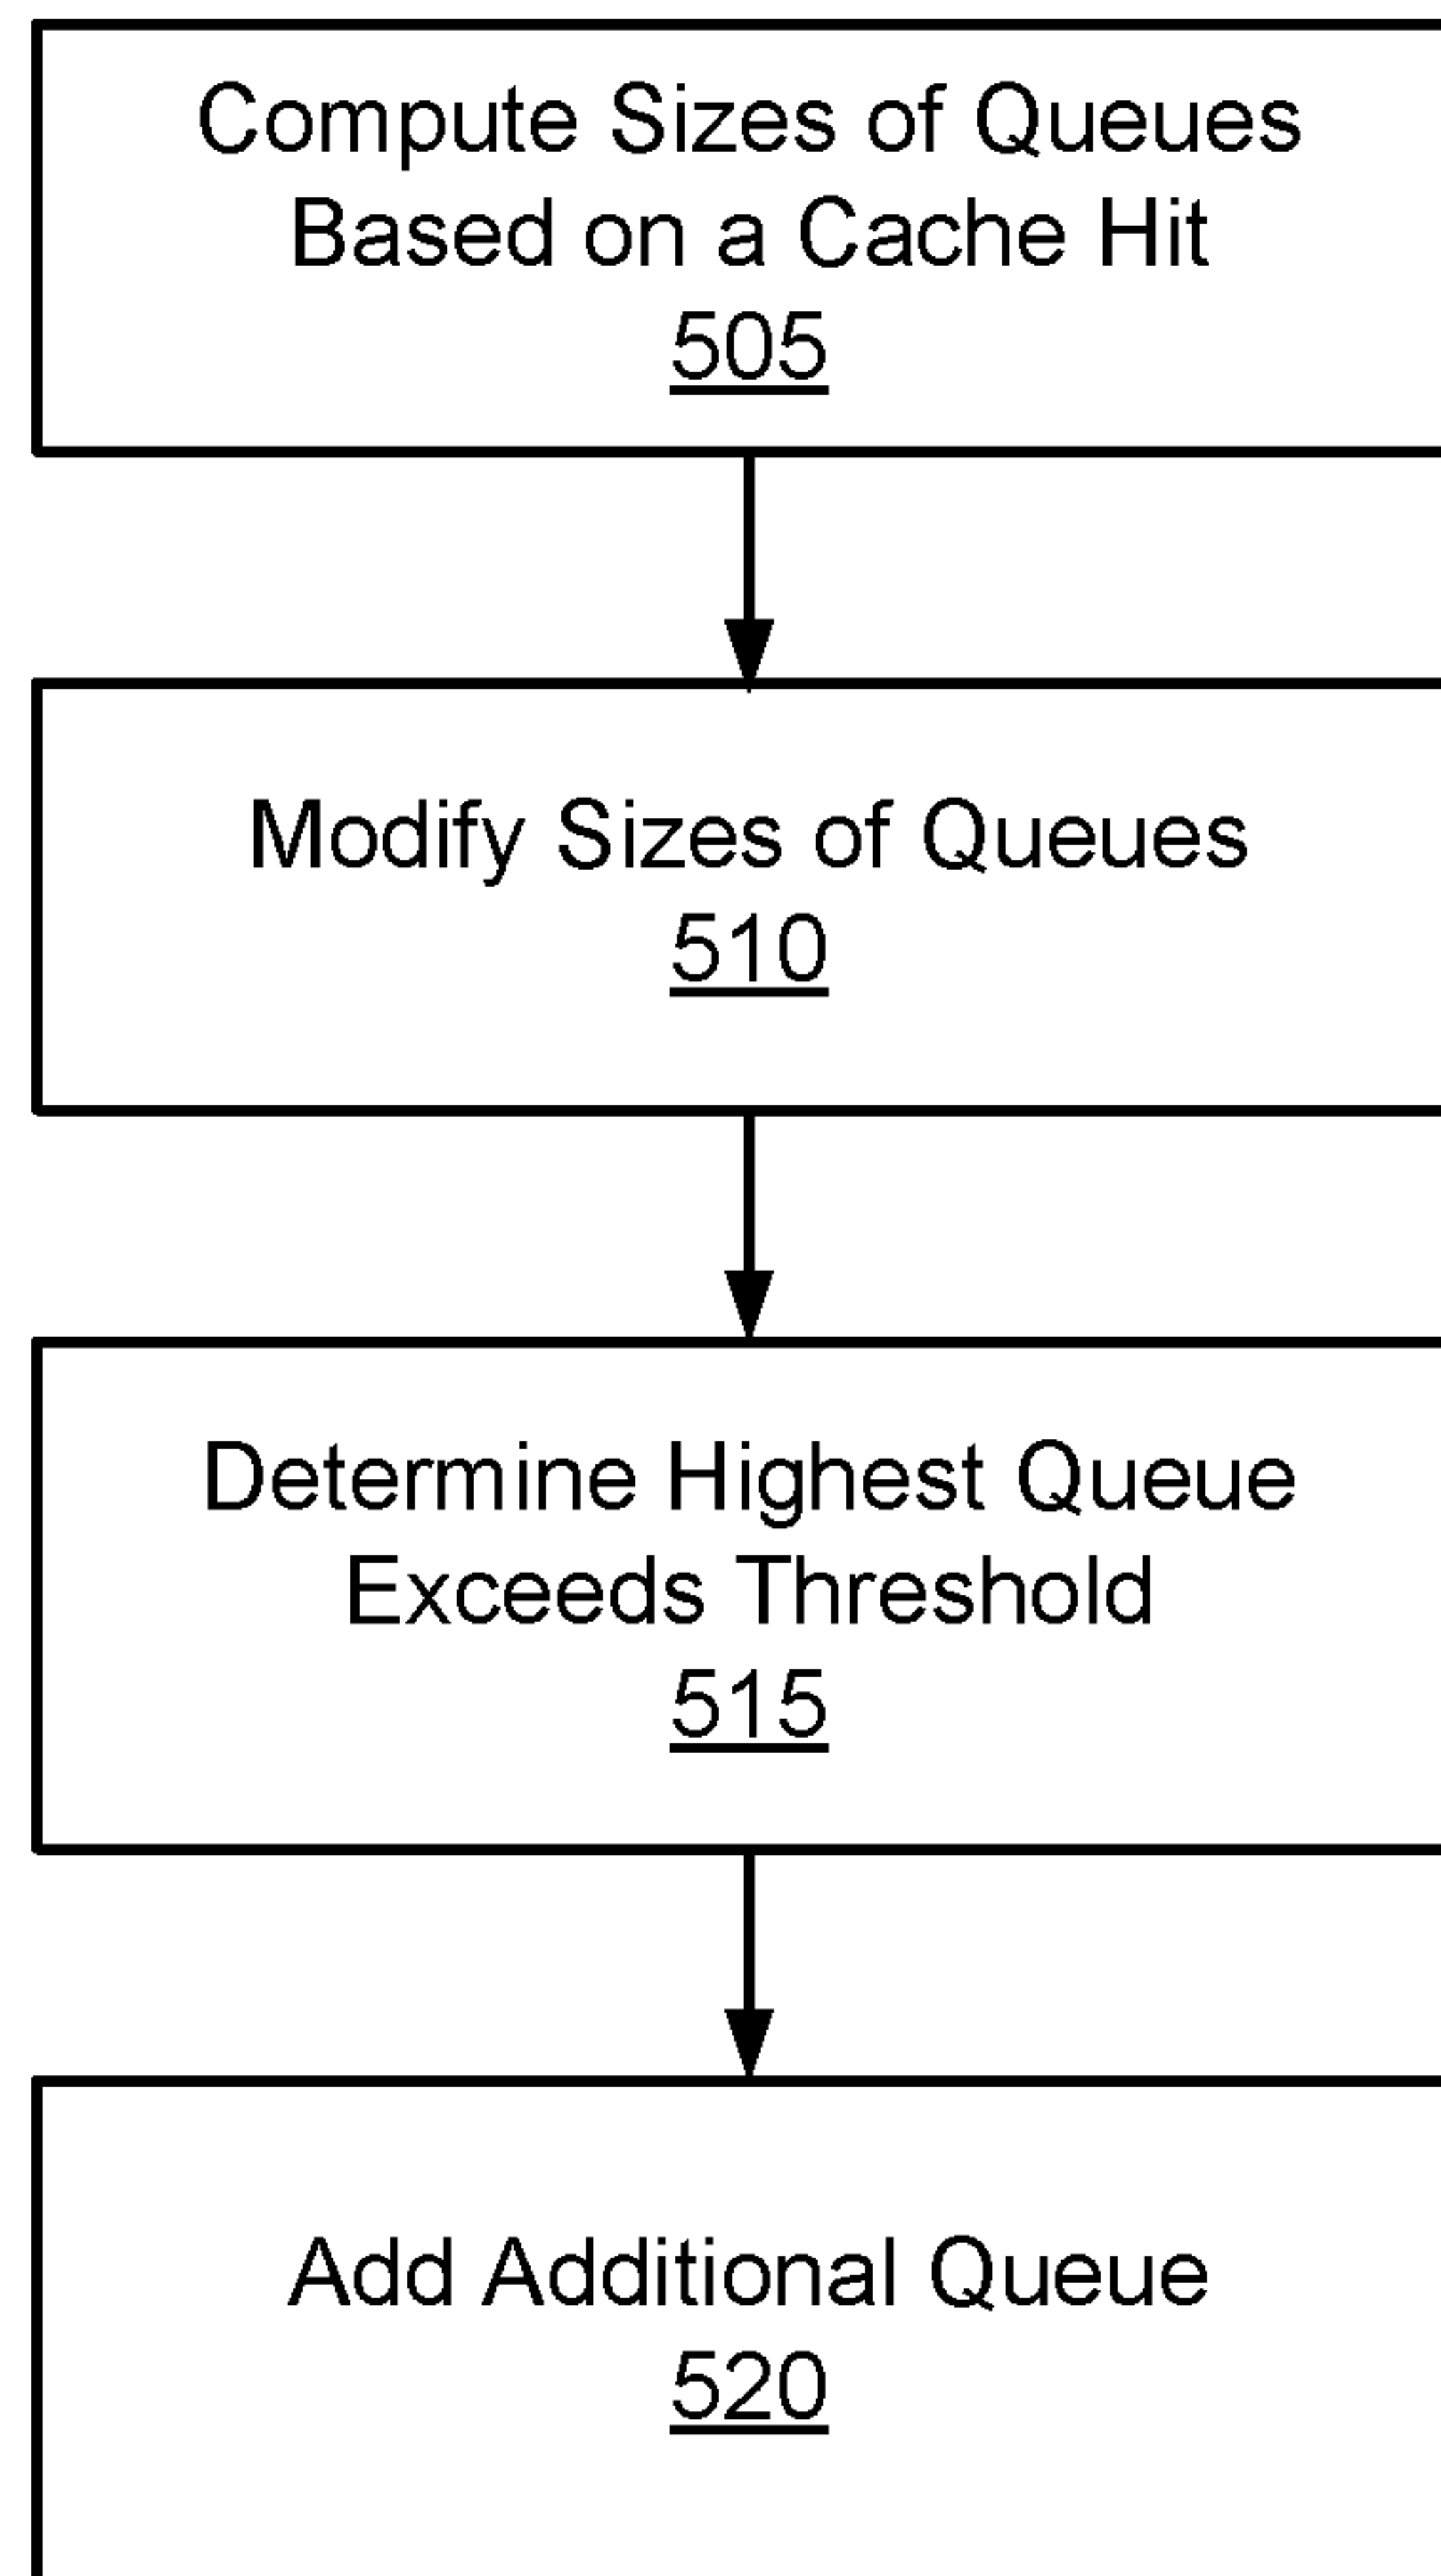 Compute Sizes of Queues
Based on a Cache Hit
505
Modify Sizes of Queues
510
Determine Highest Queue
Exceeds Threshold
515
Add Additional Queue
520